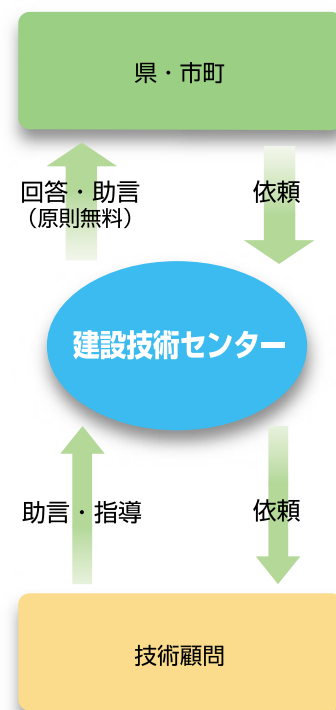 県・市町
回答・助言
（原則無料）
依頼
建設技術センター
助言・指導
依頼
技術顧問